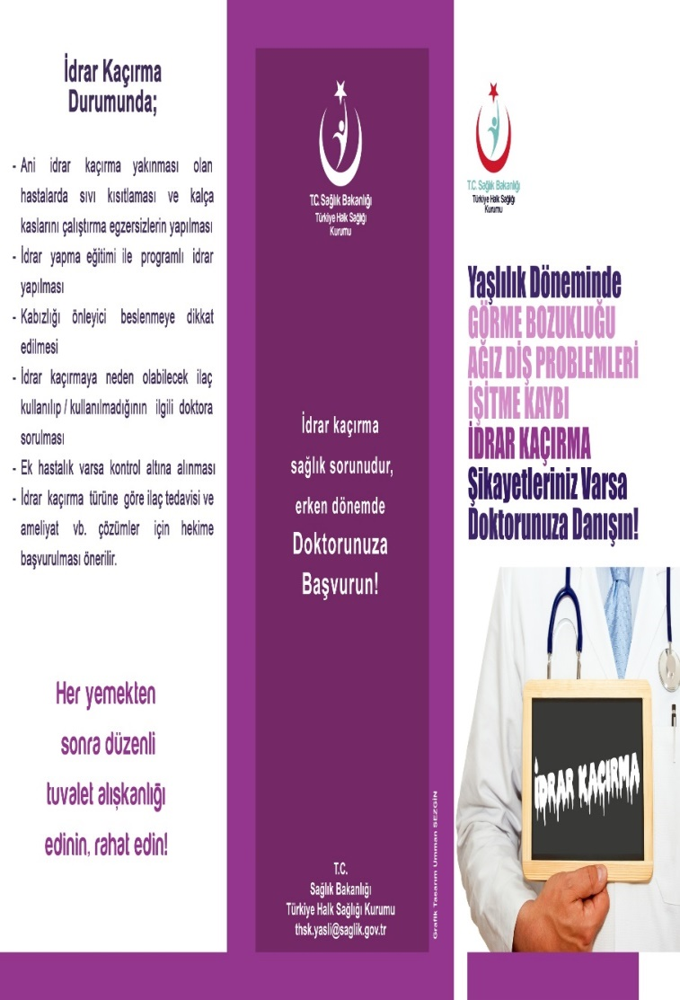 İdrar Kaçırma
Durumunda;
- Ani idrar kaçırma yakınması olan
hastalarda sıvı kısıtlaması ve kalça
kaslarını çalıştırma egzersizlerin yapılması
- İdrar yapma eğitimi ile programlı idrar
yapılması
- Kabızlığı önleyici beslenmeye dikkat
edilmesi
- İdrar kaçırmaya neden olabilecek ilaç
kullanılıp / kullanılmadığının ilgili doktora
sorulması
- Ek hastalık varsa kontrol altına alınması
- İdrar kaçırma türüne göre ilaç tedavisi ve
ameliyat vb. çözümler için hekime
başvurulması önerilir.
Her yemekten
sonra düzenli
tuvalet alışkanlığı
edinin, rahat edin!
T.C. Sağlık Bakanlığı
Türkiye Halk Sağlığı
Kurumu
İdrar kaçırma
sağlık sorunudur,
erken dönemde
Doktorunuza
Başvurun!
T.C.
Sağlık Bakanlığı
Türkiye Halk Sağlığı Kurumu
thsk.yasli@saglik.gov.tr
Grafik Tasarım Umman SEZGİN
T.C. Sağlık Bakanlığı
Türkiye Halk Sağlığı
Kurumu
Yaşlılık Döneminde
GÖRME BOZUKLUĞU
AĞIZ DİŞ PROBLEMLERİ
İŞİTME KAYBI
İDRAR KAÇIRMA
Şikayetleriniz Varsa
Doktorunuza Danışın!
İDRAR KAÇIRMA